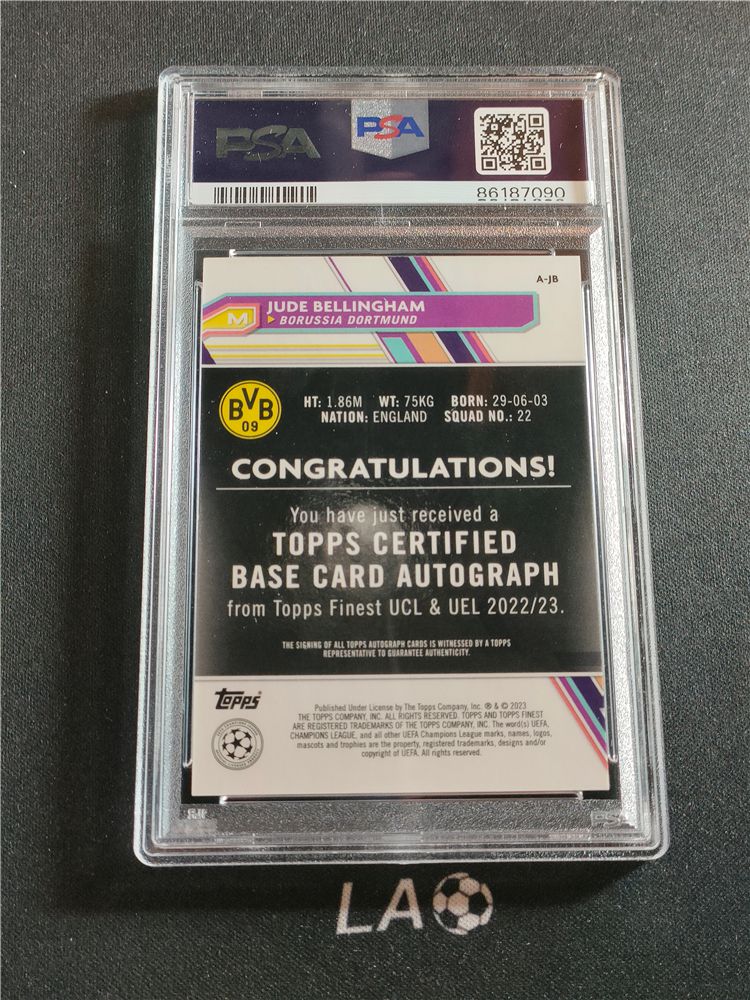 PSA
PSA
86187090
A-JB
M
JUDE BELLINGHAM
BORUSSIA DORTMUND
BVB
09
HT: 1.86M WT: 75KG BORN: 29-06-03
NATION: ENGLAND SQUAD NO.: 22
CONGRATULATIONS!
You have just received a
TOPPS CERTIFIED
BASE CARD AUTOGRAPH
from Topps Finest UCL & UEL 2022/23.
THE SIGNING OF ALL TOPPS AUTOGRAPH CARDS IS WITNESSED BY A TOPPS
REPRESENTATIVE TO GUARANTEE AUTHENTICITY.
topps
Published Under License by The Topps Company, Inc. ® & © 2023
THE TOPPS COMPANY, INC. ALL RIGHTS RESERVED. TOPPS AND TOPPS FINEST
ARE REGISTERED TRADEMARKS OF THE TOPPS COMPANY, INC. The word(s) UEFA,
CHAMPIONS LEAGUE, and all other UEFA Champions League marks, names, logos,
mascots and trophies are the property, registered trademarks, designs and/or
copyright of UEFA. All rights reserved.
PSA
LA